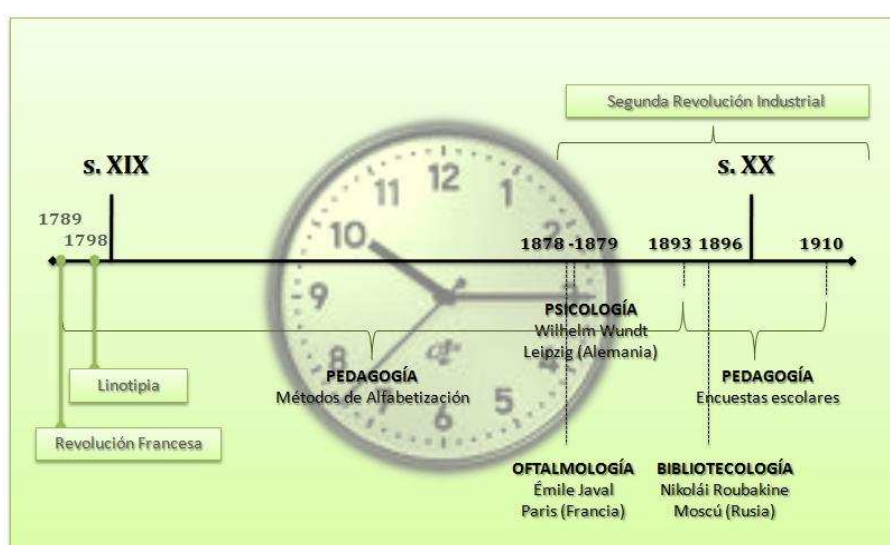 Segunda Revolución Industrial
s. XIX
s. XX
1789
1798
1878 -1879
1893
1896
1910
12
1
2
3
4
5
6
7
8
9
10
11
PSICOLOGÍA
Wilhelm Wundt
Leipzig (Alemania)
PEDAGOGÍA
Métodos de Alfabetización
PEDAGOGÍA
Encuestas escolares
Linotipia
Revolución Francesa
OFTALMOLOGÍA
Émile Javal
Paris (Francia)
BIBLIOTECOLOGÍA
Nikolái Roubakine
Moscú (Rusia)